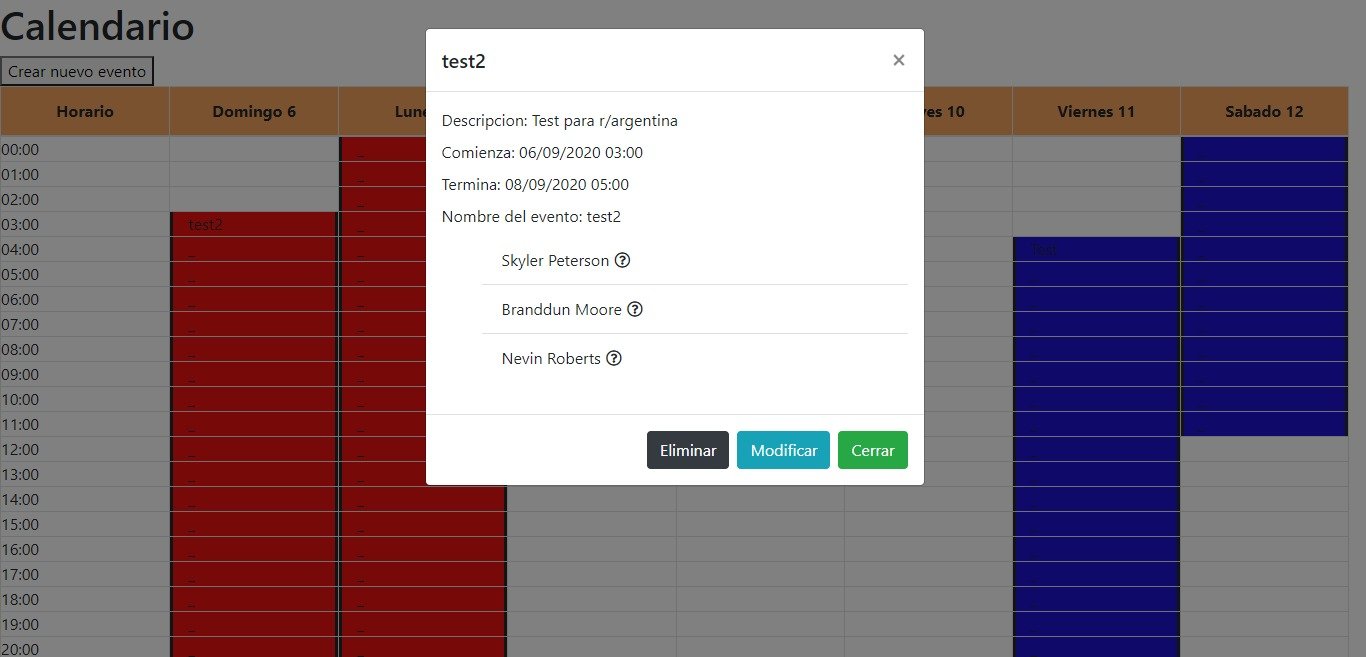 Calendario
Crear nuevo evento
Horario Domingo 6 Lune ves 10 Viernes 11 Sabado 12
test2
×
Descripcion: Test para r/argentina
Comienza: 06/09/2020 03:00
Termina: 08/09/2020 05:00
Nombre del evento: test2
Skyler Peterson
Branddun Moore
Nevin Roberts
Eliminar Modificar Cerrar
00:00 _
01:00 _
02:00 _
03:00 test2 _
04:00 _ _ test
05:00 _ _
06:00 _ _
07:00 _ _
08:00 _ _
09:00 _ _
10:00 _ _
11:00 _ _
12:00 _ _
13:00 _ _
14:00 _ _
15:00 _ _
16:00 _ _
17:00 _ _
18:00 _ _
19:00 _ _
20:00 _ _